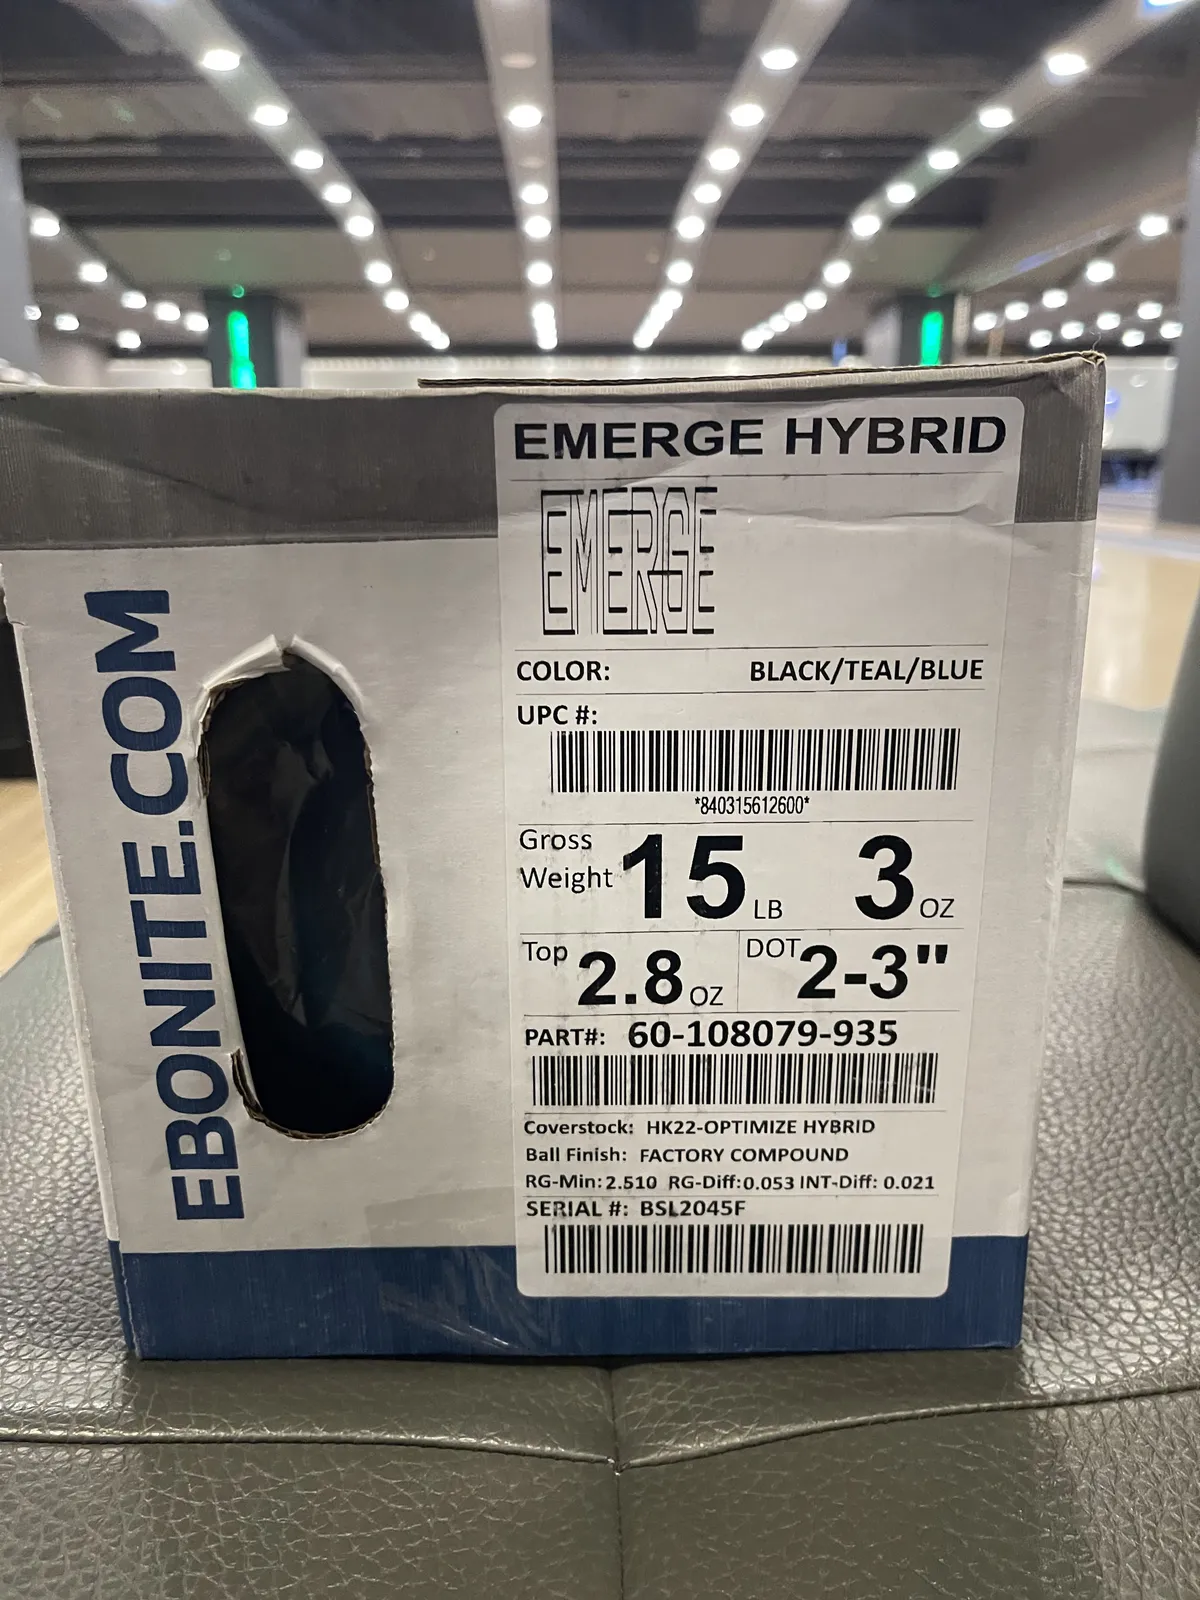 EMERGE HYBRID
EMERGE
COLOR: BLACK/TEAL/BLUE
UPC #:
*840315612600*
Gross Weight 15 LB 3 OZ
Top 2.8 OZ DOT 2-3"
PART#: 60-108079-935
Coverstock: HK22-OPTIMIZE HYBRID
Ball Finish: FACTORY COMPOUND
RG-Min: 2.510 RG-Diff: 0.053 INT-Diff: 0.021
SERIAL #: BSL2045F
EBONITE.COM